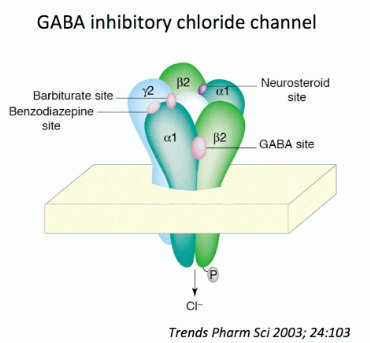 GABA inhibitory chloride channel
γ2
β2
α1
Neurosteroid
site
Barbiturate site
Benzodiazepine
site
α1
β2
GABA site
P
Cl–
Trends Pharm Sci 2003; 24:103